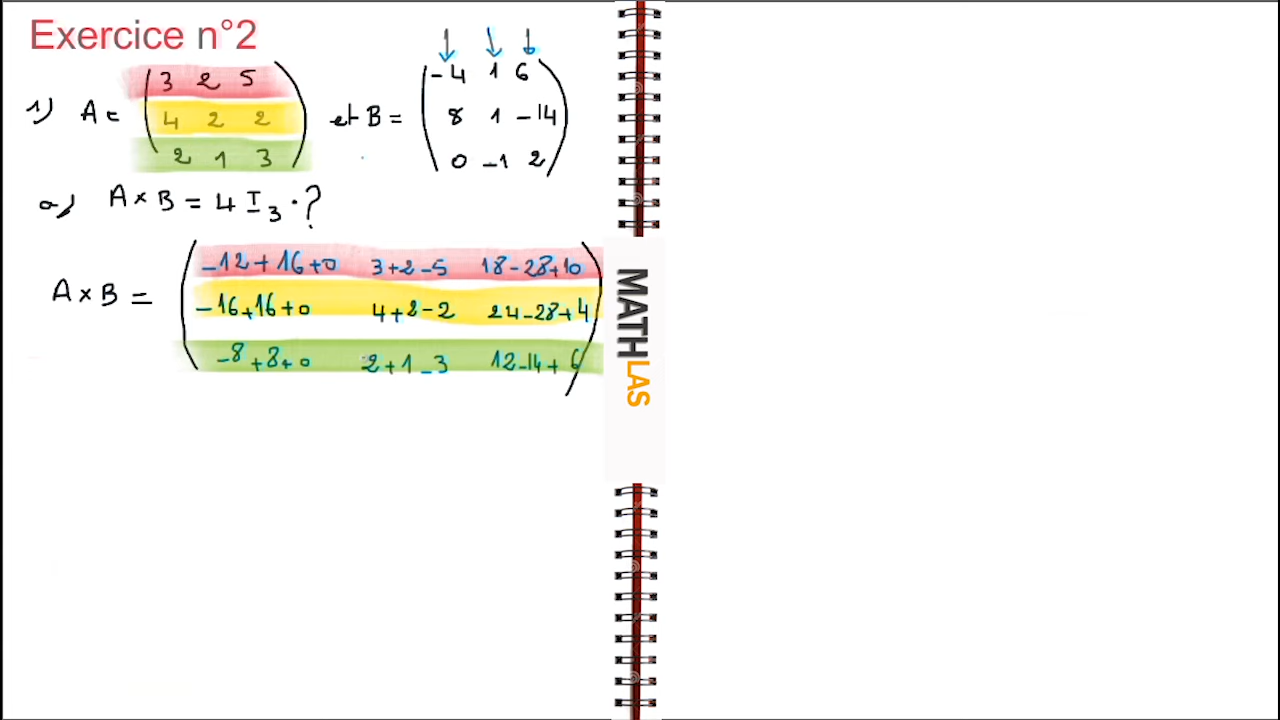 Exercice n°2
1) A = ( 3 2 5 ) et B = ( -4 1 6 )
( 4 2 2 ) ( 8 1 -14 )
( 2 1 3 ) ( 0 -1 2 )
a) A × B = 4 I₃ . ?
A × B = ( -12+16+0 3+2-5 18-28+10 )
( -16+16+0 4+2-2 24-28+4 )
( -8+8+0 2+1-3 12-14+6 )
MATHLAS